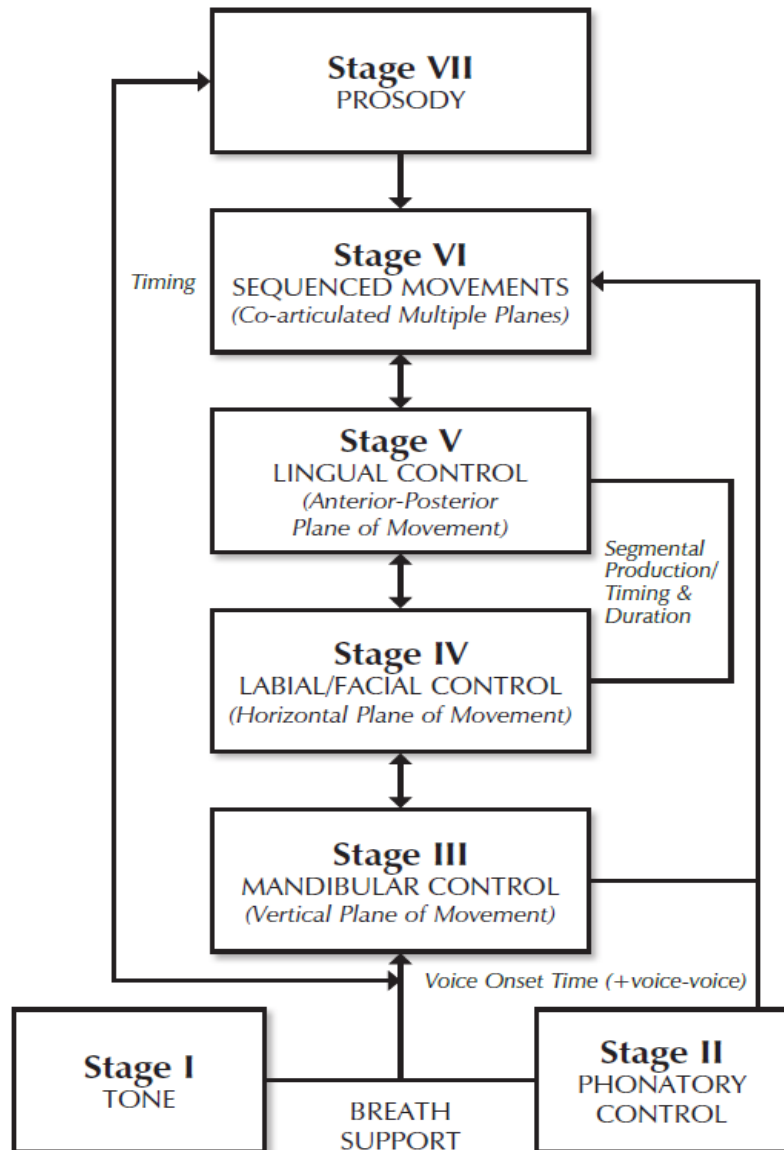 Stage VII
PROSODY
Timing
Stage VI
SEQUENCED MOVEMENTS
(Co-articulated Multiple Planes)
Stage V
LINGUAL CONTROL
(Anterior-Posterior
Plane of Movement)
Segmental
Production/
Timing &
Duration
Stage IV
LABIAL/FACIAL CONTROL
(Horizontal Plane of Movement)
Stage III
MANDIBULAR CONTROL
(Vertical Plane of Movement)
Voice Onset Time (+voice-voice)
Stage I
TONE
BREATH
SUPPORT
Stage II
PHONATORY
CONTROL